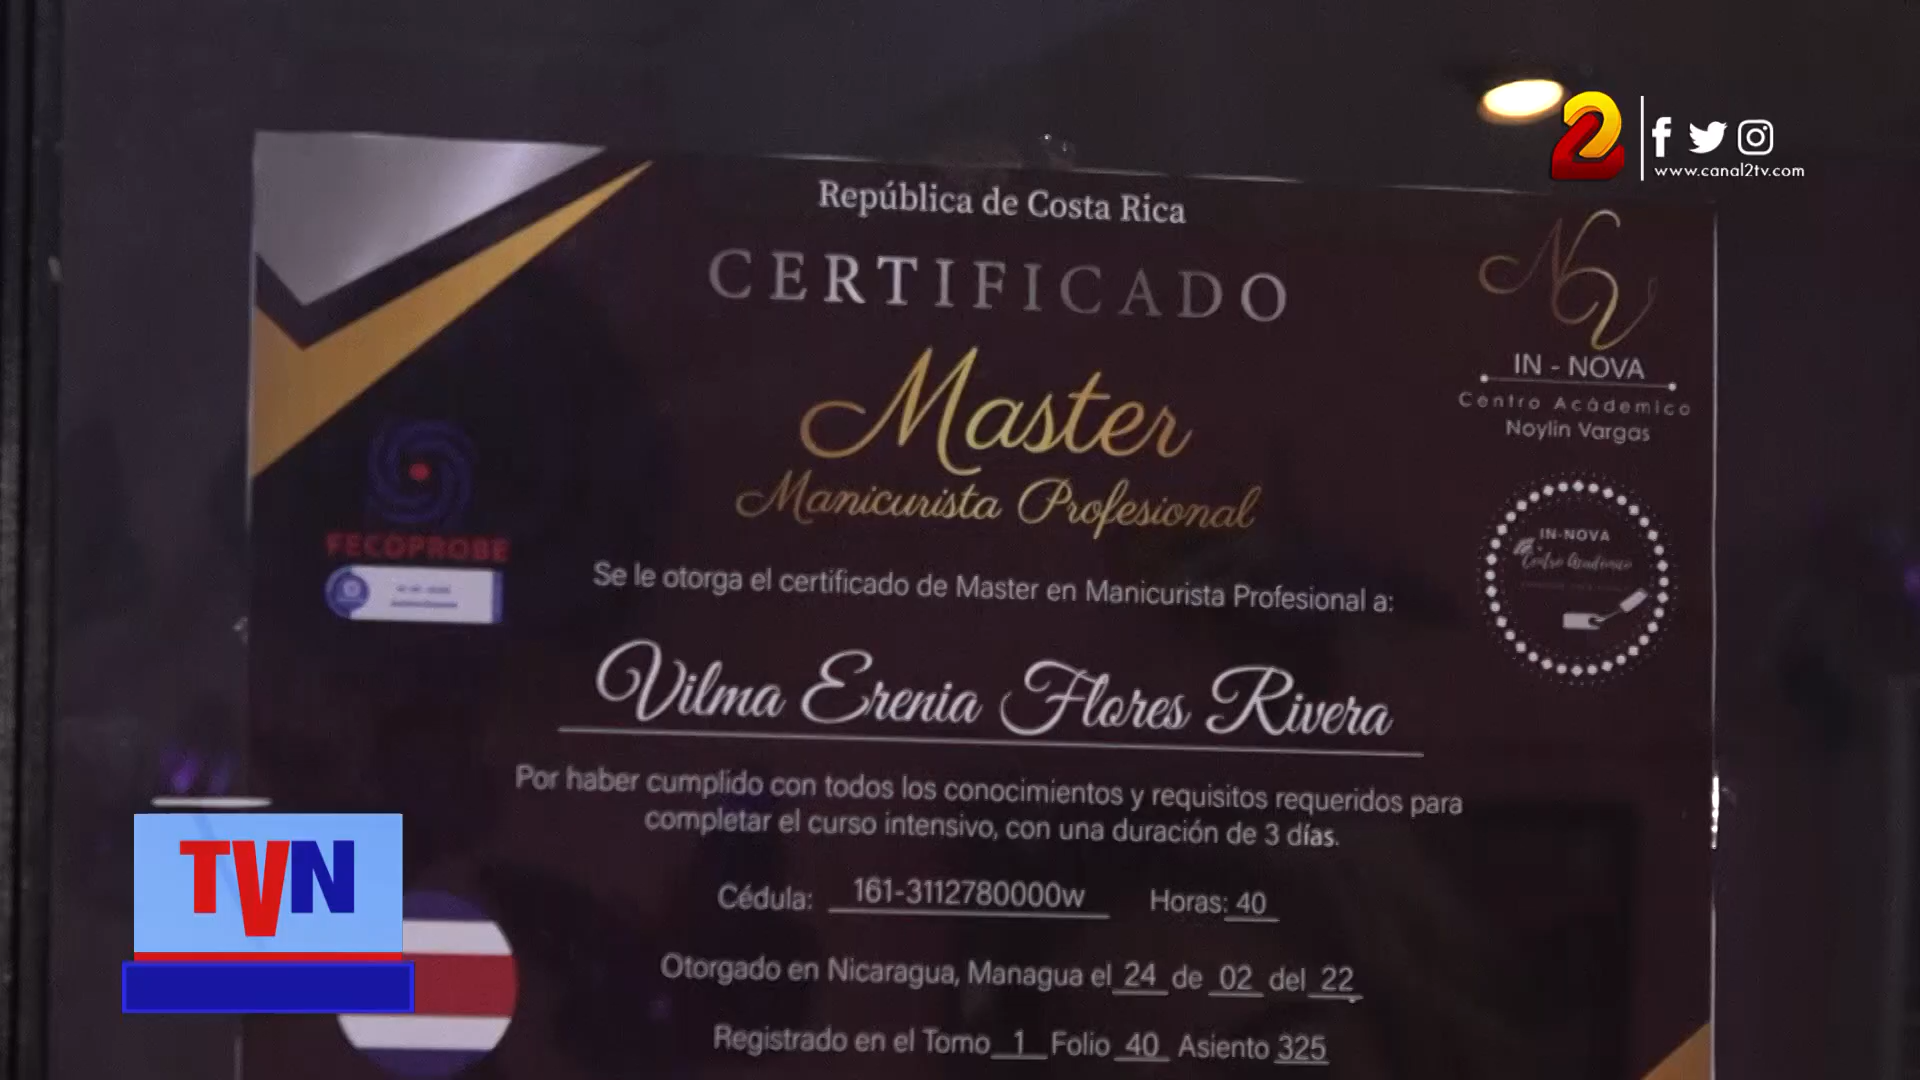 2
www.canal2tv.com
República de Costa Rica
CERTIFICADO
NV
IN - NOVA
Centro Acádemico
Noylin Vargas
Master
Manicurista Profesional
FECOPROBE
IN-NOVA
Centro Acádemico
Se le otorga el certificado de Master en Manicurista Profesional a:
Vilma Erenia Flores Rivera
Por haber cumplido con todos los conocimientos y requisitos requeridos para
completar el curso intensivo, con una duración de 3 días.
Cédula: 161-3112780000w Horas: 40
Otorgado en Nicaragua, Managua el 24 de 02 del 22
Registrado en el Tomo 1 Folio 40 Asiento 325
TVN